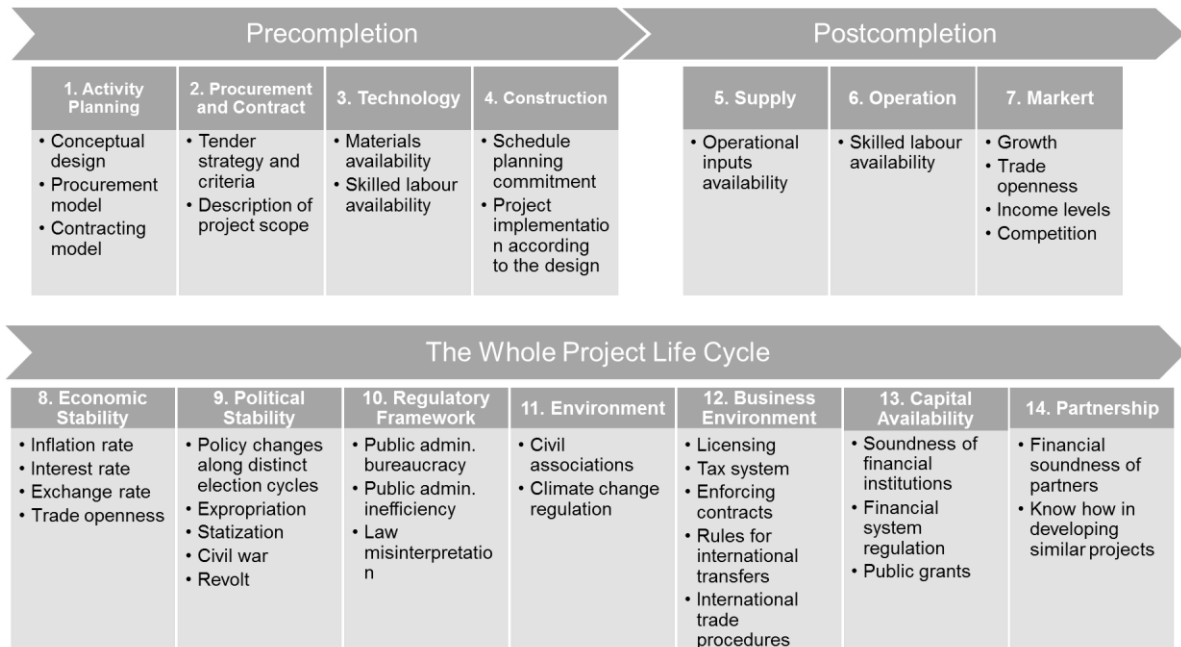 Precompletion
Postcompletion
1. Activity
Planning
• Conceptual
design
• Procurement
model
• Contracting
model
2. Procurement
and Contract
• Tender
strategy and
criteria
• Description of
project scope
3. Technology
• Materials
availability
• Skilled labour
availability
4. Construction
• Schedule
planning
commitment
• Project
implementatio
n according
to the design
5. Supply
• Operational
inputs
availability
6. Operation
• Skilled labour
availability
7. Markert
• Growth
• Trade
openness
• Income levels
• Competition
The Whole Project Life Cycle
8. Economic
Stability
• Inflation rate
• Interest rate
• Exchange rate
• Trade openness
9. Political
Stability
• Policy changes
along distinct
election cycles
• Expropriation
• Statization
• Civil war
• Revolt
10. Regulatory
Framework
• Public admin.
bureaucracy
• Public admin.
inefficiency
• Law
misinterpretatio
n
11. Environment
• Civil
associations
• Climate change
regulation
12. Business
Environment
• Licensing
• Tax system
• Enforcing
contracts
• Rules for
international
transfers
• International
trade
procedures
13. Capital
Availability
• Soundness of
financial
institutions
• Financial
system
regulation
• Public grants
14. Partnership
• Financial
soundness of
partners
• Know how in
developing
similar projects